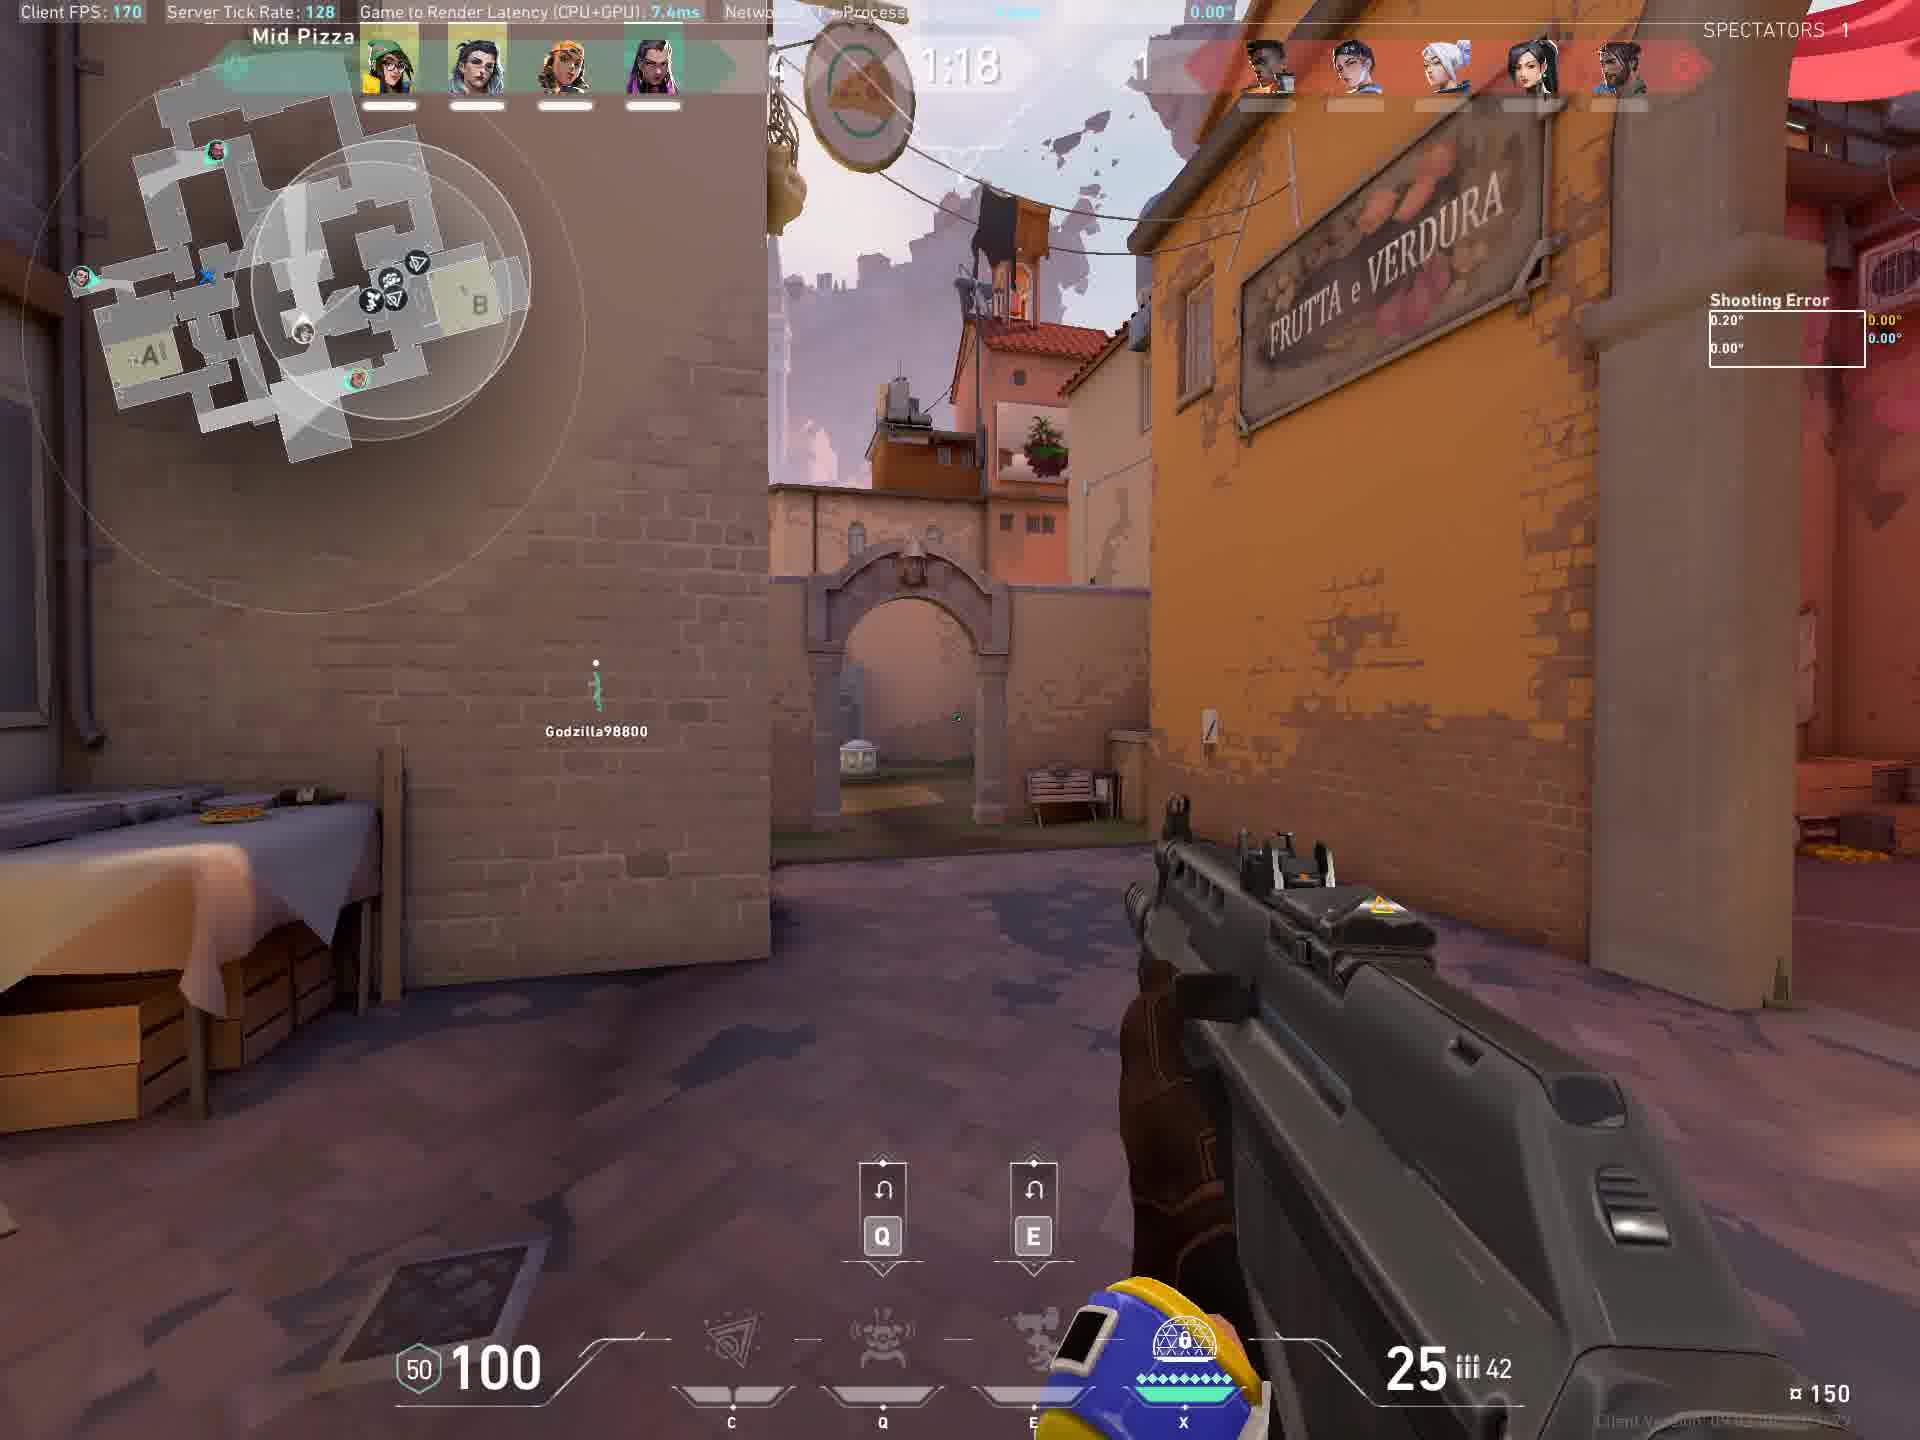 Client FPS: 170
Server Tick Rate: 128
Game to Render Latency (CPU+GPU): 7.4ms
0.00°
Mid Pizza
4
1:18
1
SPECTATORS 1
FRUTTA e VERDURA
Shooting Error
0.20°
0.00°
0.00°
0.00°
A
B
Godzilla98800
Q
E
50
100
C
Q
E
X
25
42
¤ 150